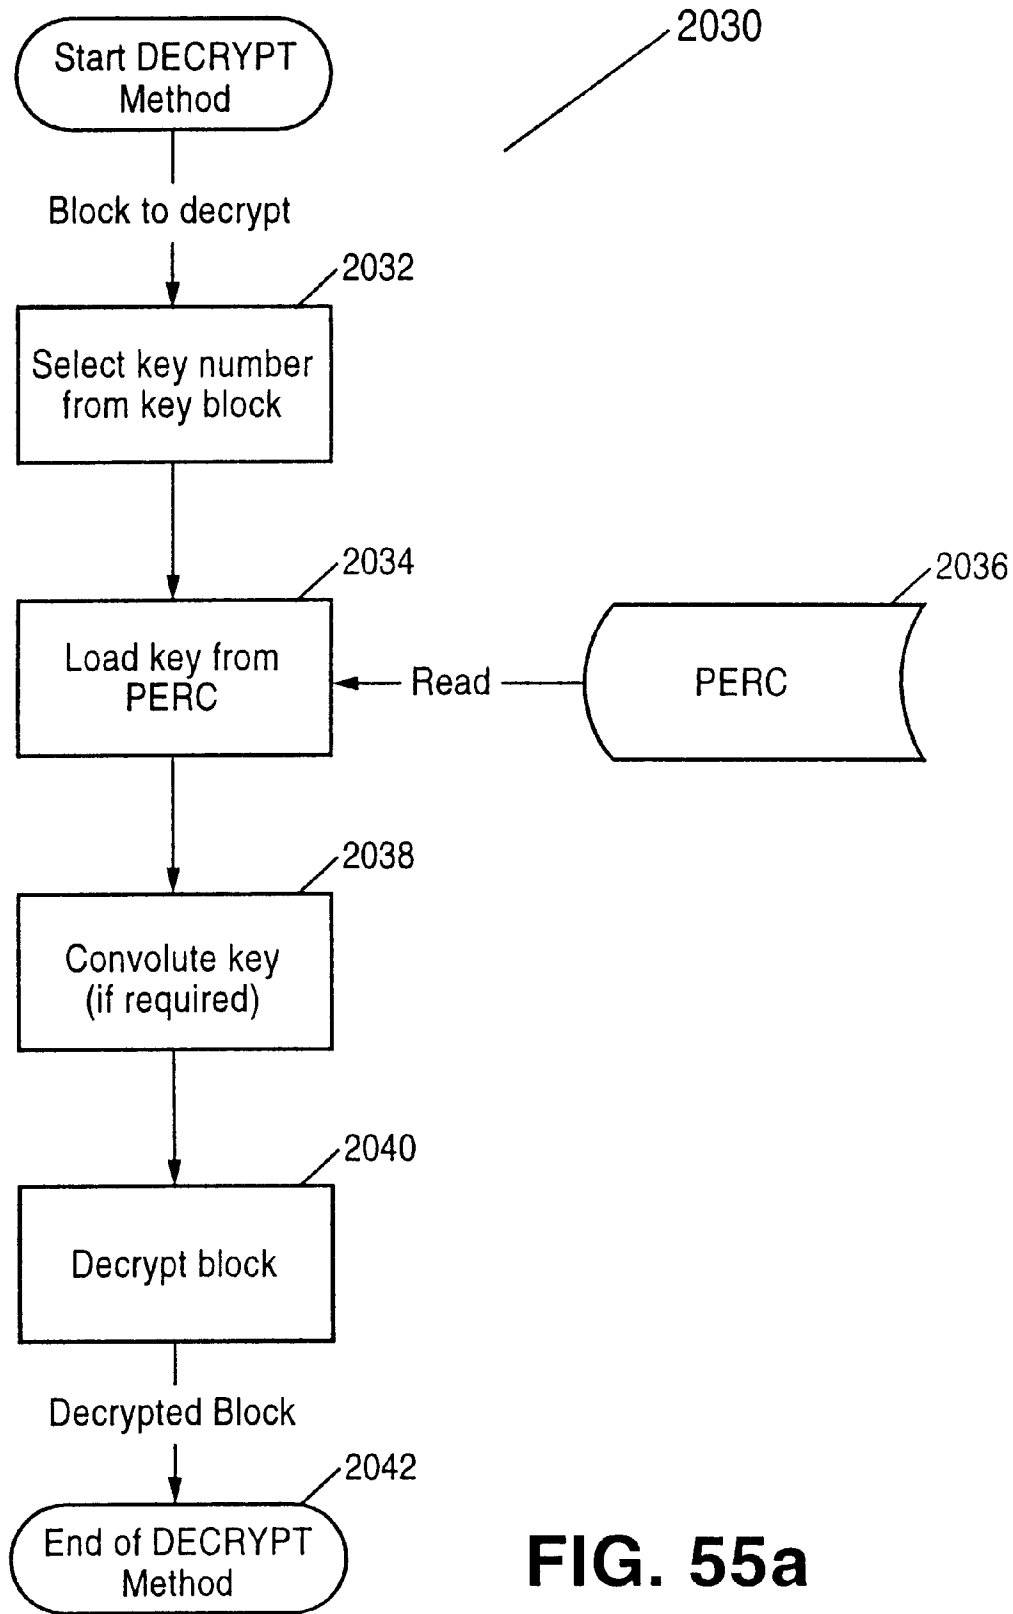 2030
Start DECRYPT
Method
Block to decrypt
2032
Select key number
from key block
2034
Load key from
PERC
Read
2036
PERC
2038
Convolute key
(if required)
2040
Decrypt block
Decrypted Block
2042
End of DECRYPT
Method
FIG. 55a